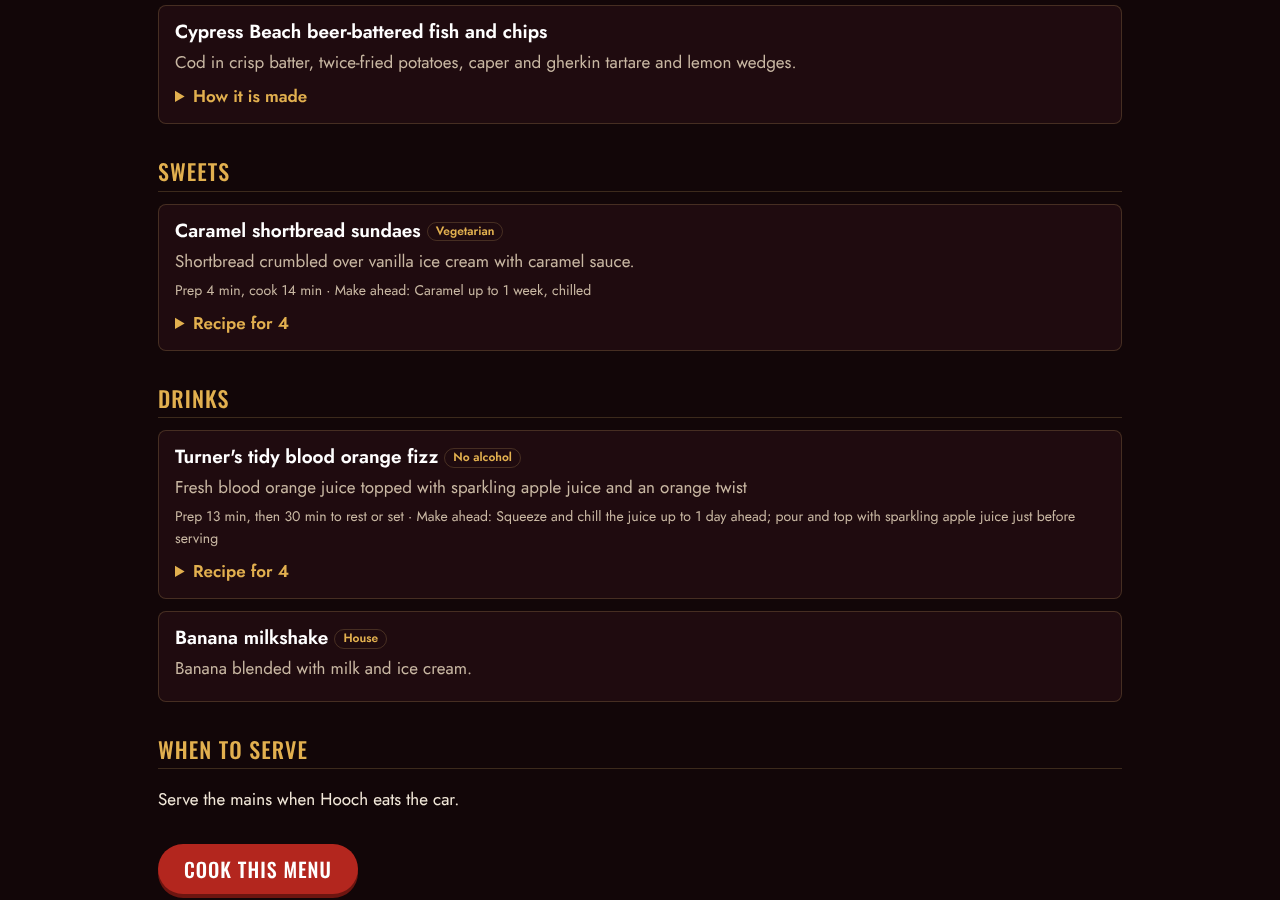 Cypress Beach beer-battered fish and chips
Cod in crisp batter, twice-fried potatoes, caper and gherkin tartare and lemon wedges.
How it is made
SWEETS
Caramel shortbread sundaes Vegetarian
Shortbread crumbled over vanilla ice cream with caramel sauce.
Prep 4 min, cook 14 min · Make ahead: Caramel up to 1 week, chilled
Recipe for 4
DRINKS
Turner's tidy blood orange fizz No alcohol
Fresh blood orange juice topped with sparkling apple juice and an orange twist
Prep 13 min, then 30 min to rest or set · Make ahead: Squeeze and chill the juice up to 1 day ahead; pour and top with sparkling apple juice just before
serving
Recipe for 4
Banana milkshake House
Banana blended with milk and ice cream.
WHEN TO SERVE
Serve the mains when Hooch eats the car.
COOK THIS MENU